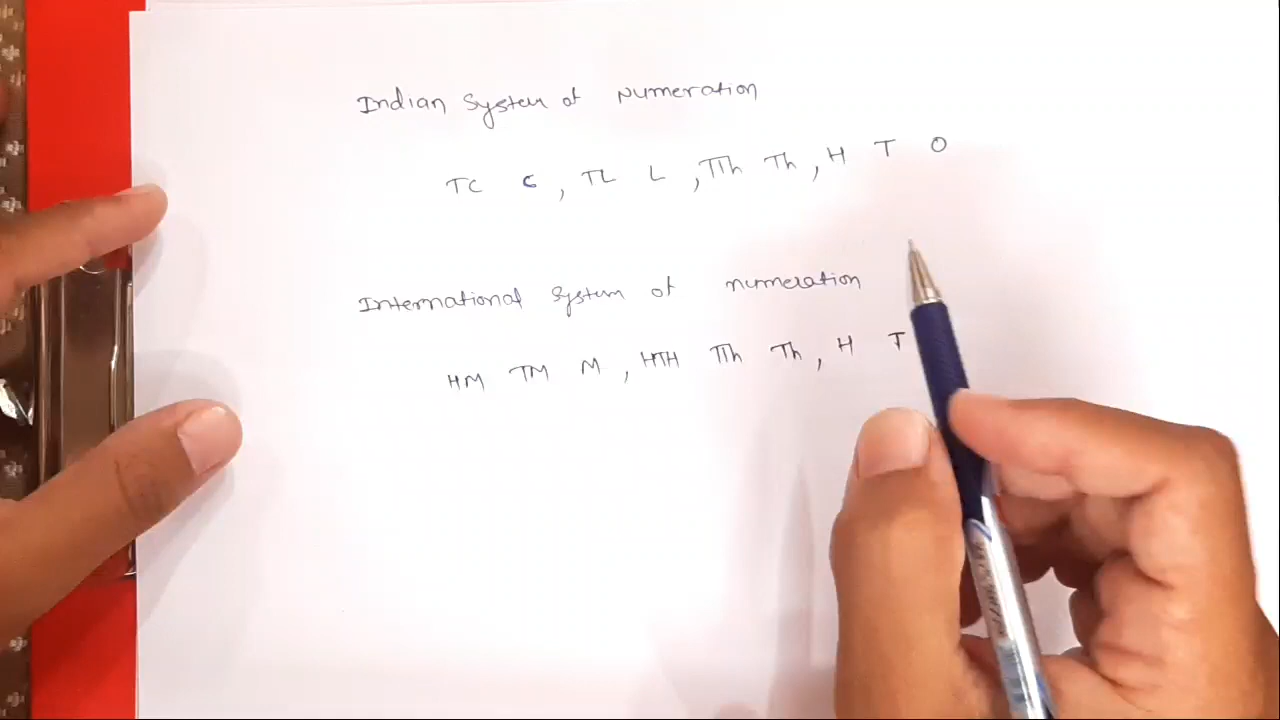 Indian System of Numeration
TC C, TL L, TTh Th, H T O
International System of numeration
HM TM M, HTH TTh Th, H T